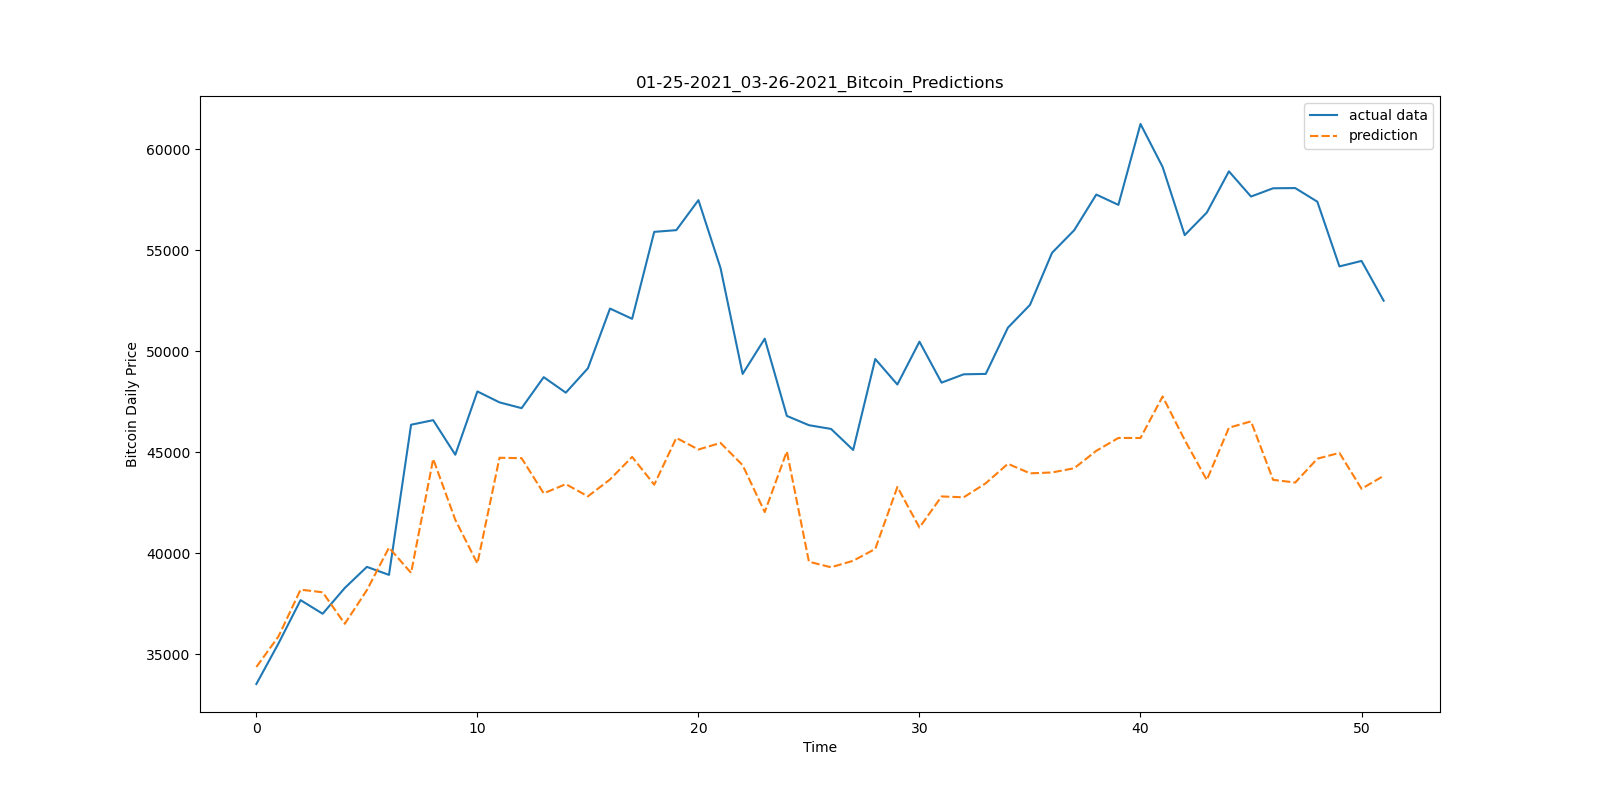 01-25-2021_03-26-2021_Bitcoin_Predictions
actual data
prediction
60000
55000
50000
45000
40000
35000
Bitcoin Daily Price
0 10 20 30 40 50
Time